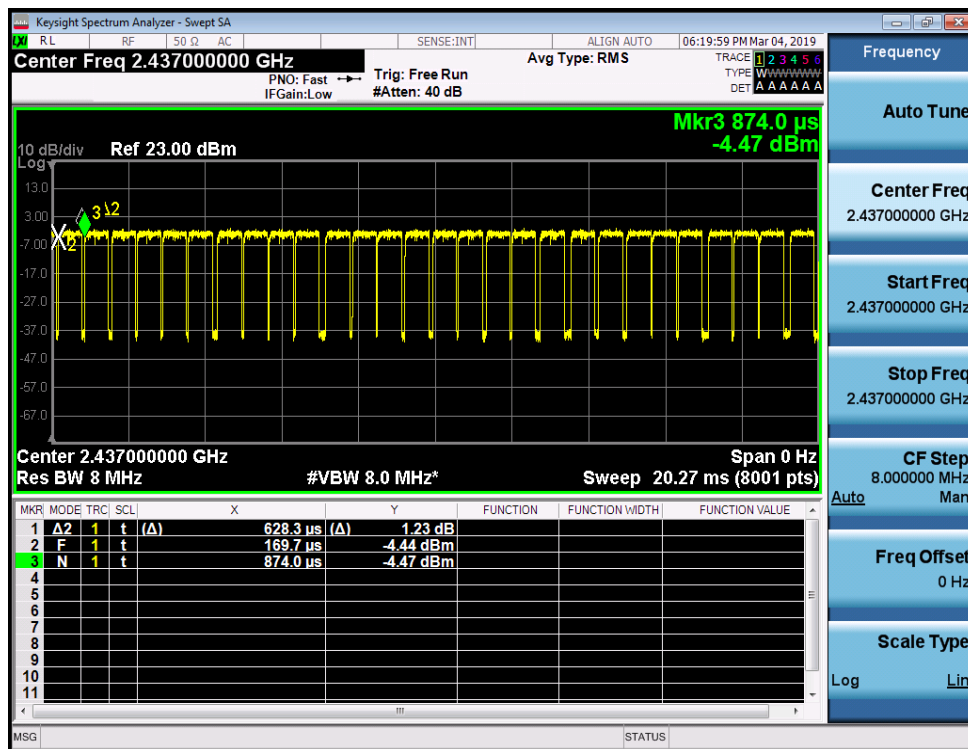 Keysight Spectrum Analyzer - Swept SA
LXI RL RF 50 Ω AC SENSE:INT ALIGN AUTO 06:19:59 PM Mar 04, 2019
Center Freq 2.437000000 GHz
PNO: Fast
IFGain:Low
Trig: Free Run
#Atten: 40 dB
Avg Type: RMS
TRACE 1 2 3 4 5 6
TYPE WWWWWW
DET A A A A A A
Mkr3 874.0 µs
-4.47 dBm
10 dB/div Ref 23.00 dBm
Log
13.0
3.00
-7.00
-17.0
-27.0
-37.0
-47.0
-57.0
-67.0
3 1Δ2
2
Center 2.437000000 GHz Span 0 Hz
Res BW 8 MHz #VBW 8.0 MHz* Sweep 20.27 ms (8001 pts)
MKR MODE TRC SCL X Y FUNCTION FUNCTION WIDTH FUNCTION VALUE
1 Δ2 1 t (Δ) 628.3 µs (Δ) 1.23 dB
2 F 1 t 169.7 µs -4.44 dBm
3 N 1 t 874.0 µs -4.47 dBm
4
5
6
7
8
9
10
11
MSG STATUS
Frequency
Auto Tune
Center Freq
2.437000000 GHz
Start Freq
2.437000000 GHz
Stop Freq
2.437000000 GHz
CF Step
8.000000 MHz
Auto Man
Freq Offset
0 Hz
Scale Type
Log Lin